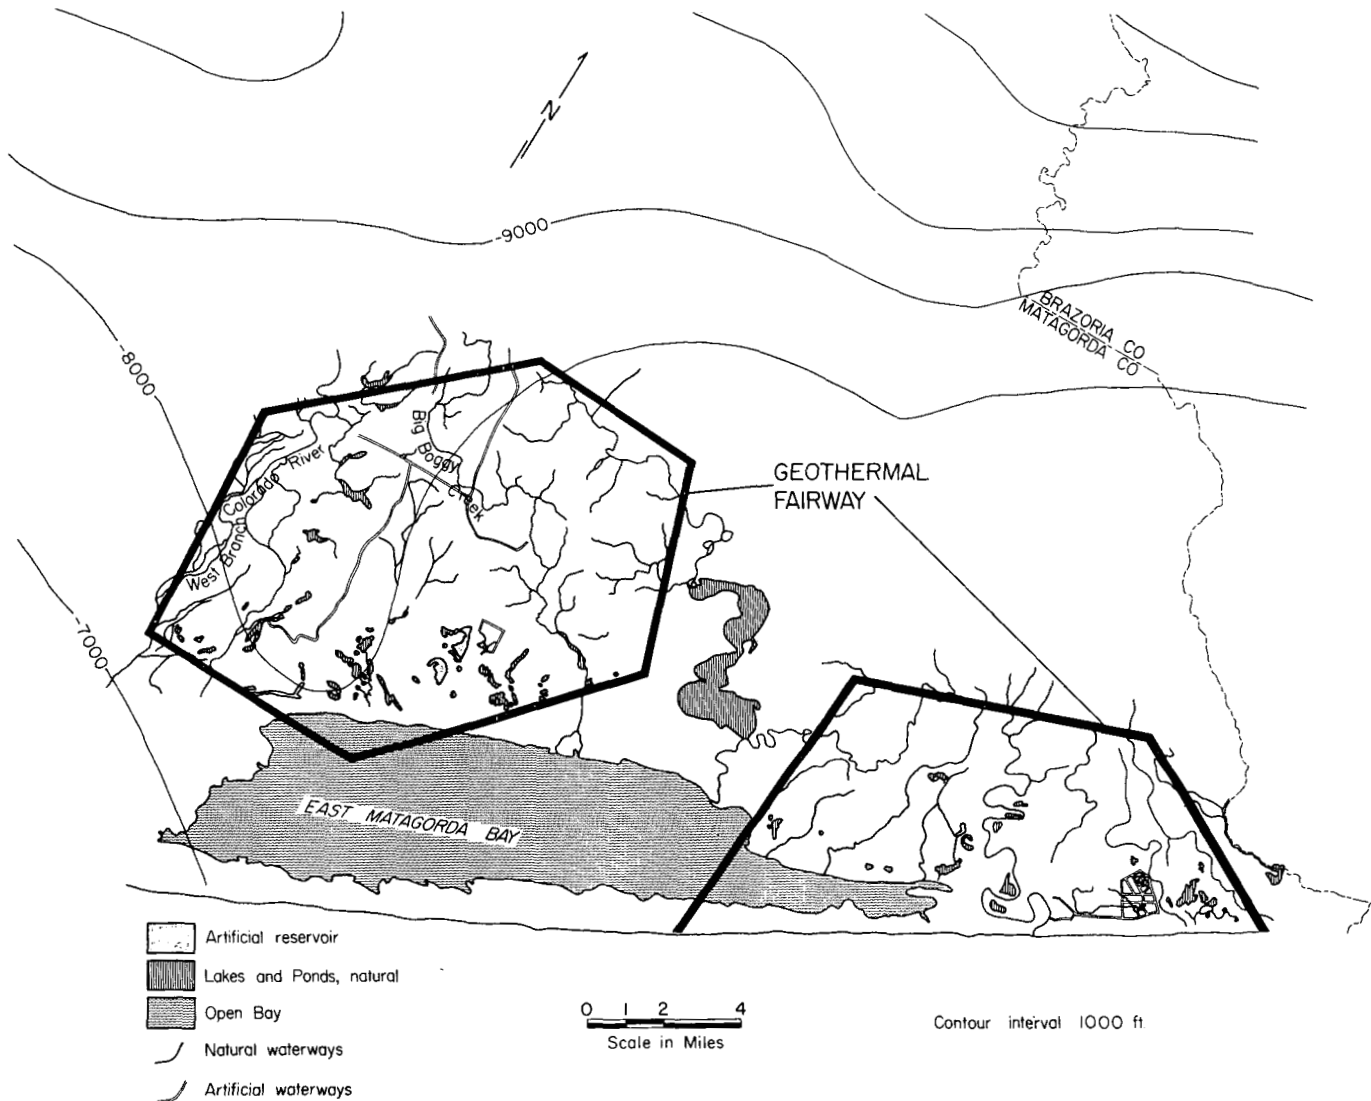 N
-9000
BRAZORIA CO
MATAGORDA CO
-8000
Big Boggy Creek
GEOTHERMAL
FAIRWAY
West Branch Colorado River
-7000
EAST MATAGORDA BAY
Artificial reservoir
Lakes and Ponds, natural
Open Bay
Natural waterways
Artificial waterways
0 1 2 4
Scale in Miles
Contour interval 1000 ft.